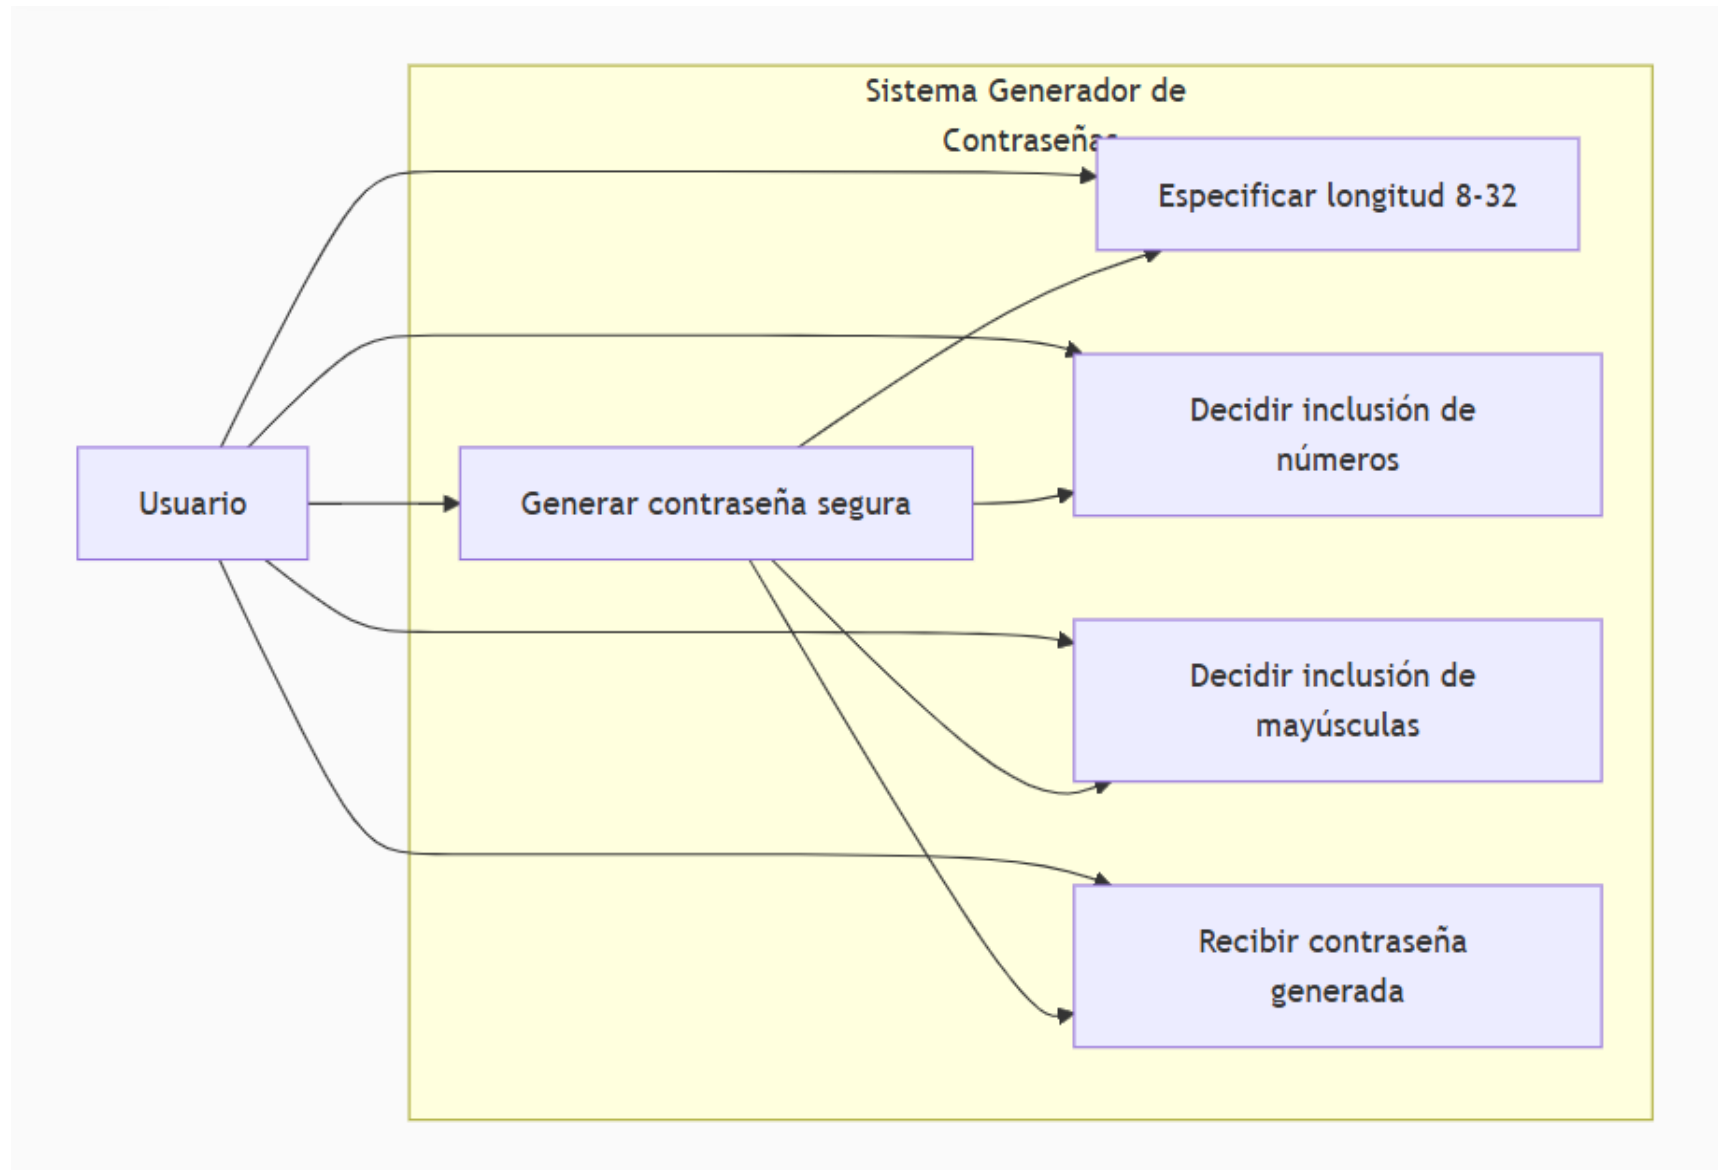 Sistema Generador de
Contraseñas
Especificar longitud 8-32
Decidir inclusión de
números
Usuario
Generar contraseña segura
Decidir inclusión de
mayúsculas
Recibir contraseña
generada